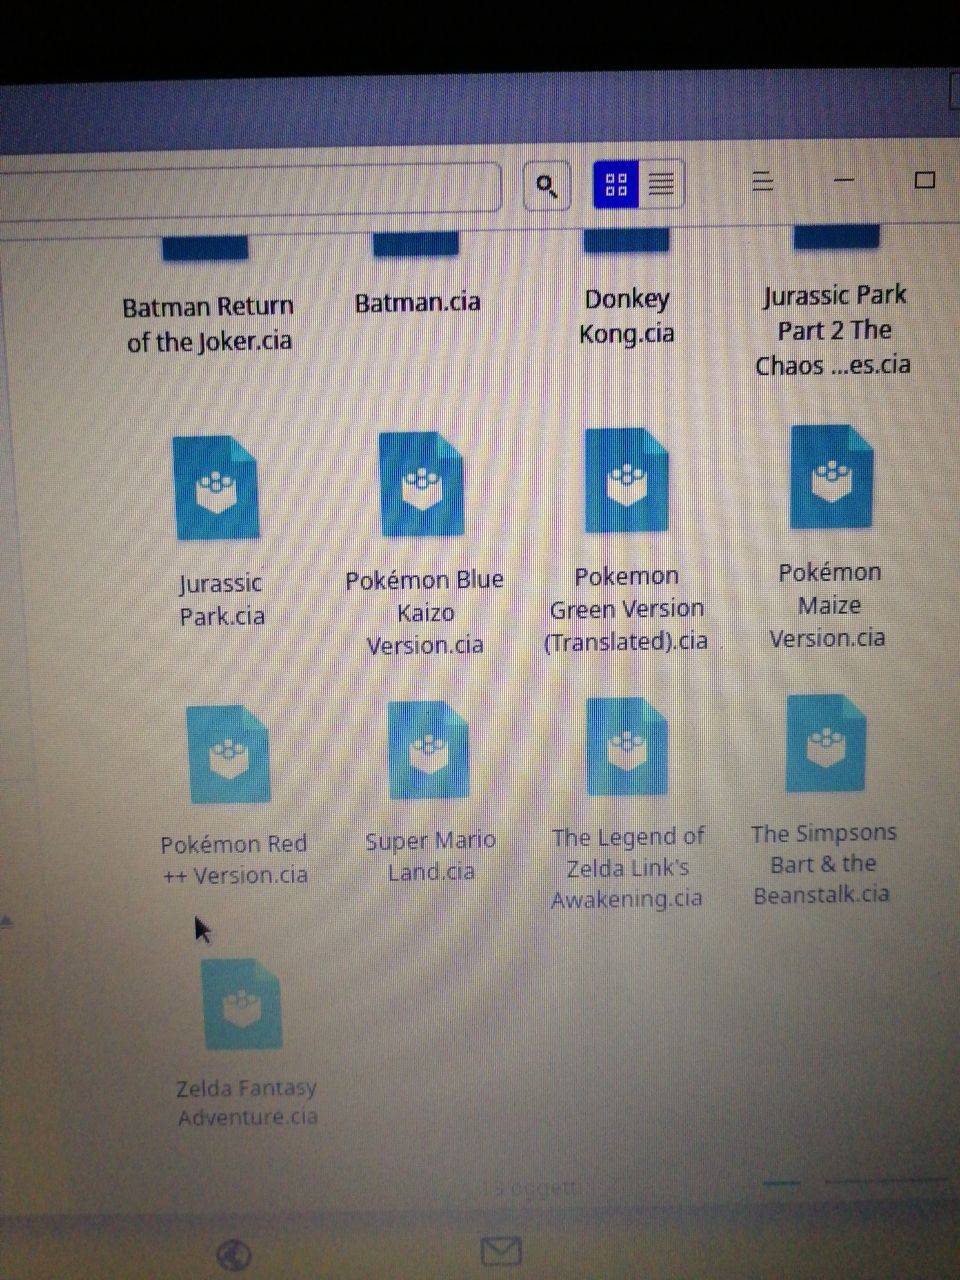 Batman Return
of the Joker.cia
Batman.cia
Donkey
Kong.cia
Jurassic Park
Part 2 The
Chaos ...es.cia
Jurassic
Park.cia
Pokémon Blue
Kaizo
Version.cia
Pokemon
Green Version
(Translated).cia
Pokémon
Maize
Version.cia
Pokémon Red
++ Version.cia
Super Mario
Land.cia
The Legend of
Zelda Link's
Awakening.cia
The Simpsons
Bart & the
Beanstalk.cia
Zelda Fantasy
Adventure.cia
oggetti